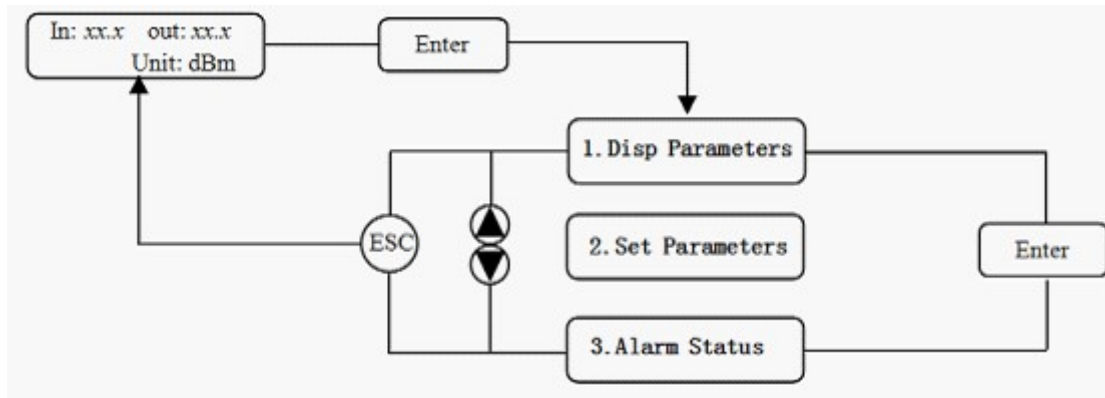 In: xx.x out: xx.x
Unit: dBm
Enter
1.Disp Parameters
ESC
2.Set Parameters
Enter
3.Alarm Status